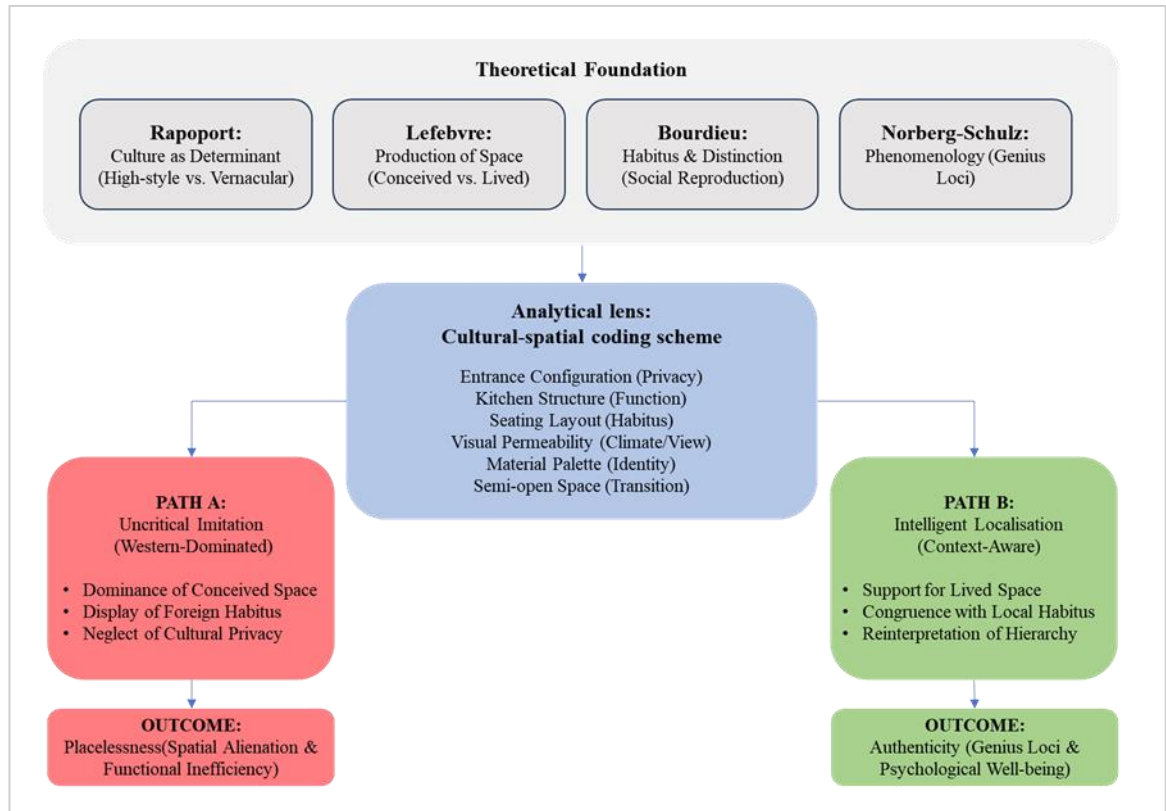 Theoretical Foundation
Rapoport:
Culture as Determinant
(High-style vs. Vernacular)
Lefebvre:
Production of Space
(Conceived vs. Lived)
Bourdieu:
Habitus & Distinction
(Social Reproduction)
Norberg-Schulz:
Phenomenology (Genius
Loci)
Analytical lens:
Cultural-spatial coding scheme
Entrance Configuration (Privacy)
Kitchen Structure (Function)
Seating Layout (Habitus)
Visual Permeability (Climate/View)
Material Palette (Identity)
Semi-open Space (Transition)
PATH A:
Uncritical Imitation
(Western-Dominated)
• Dominance of Conceived Space
• Display of Foreign Habitus
• Neglect of Cultural Privacy
OUTCOME:
Placelessness(Spatial Alienation &
Functional Inefficiency)
PATH B:
Intelligent Localisation
(Context-Aware)
• Support for Lived Space
• Congruence with Local Habitus
• Reinterpretation of Hierarchy
OUTCOME:
Authenticity (Genius Loci &
Psychological Well-being)